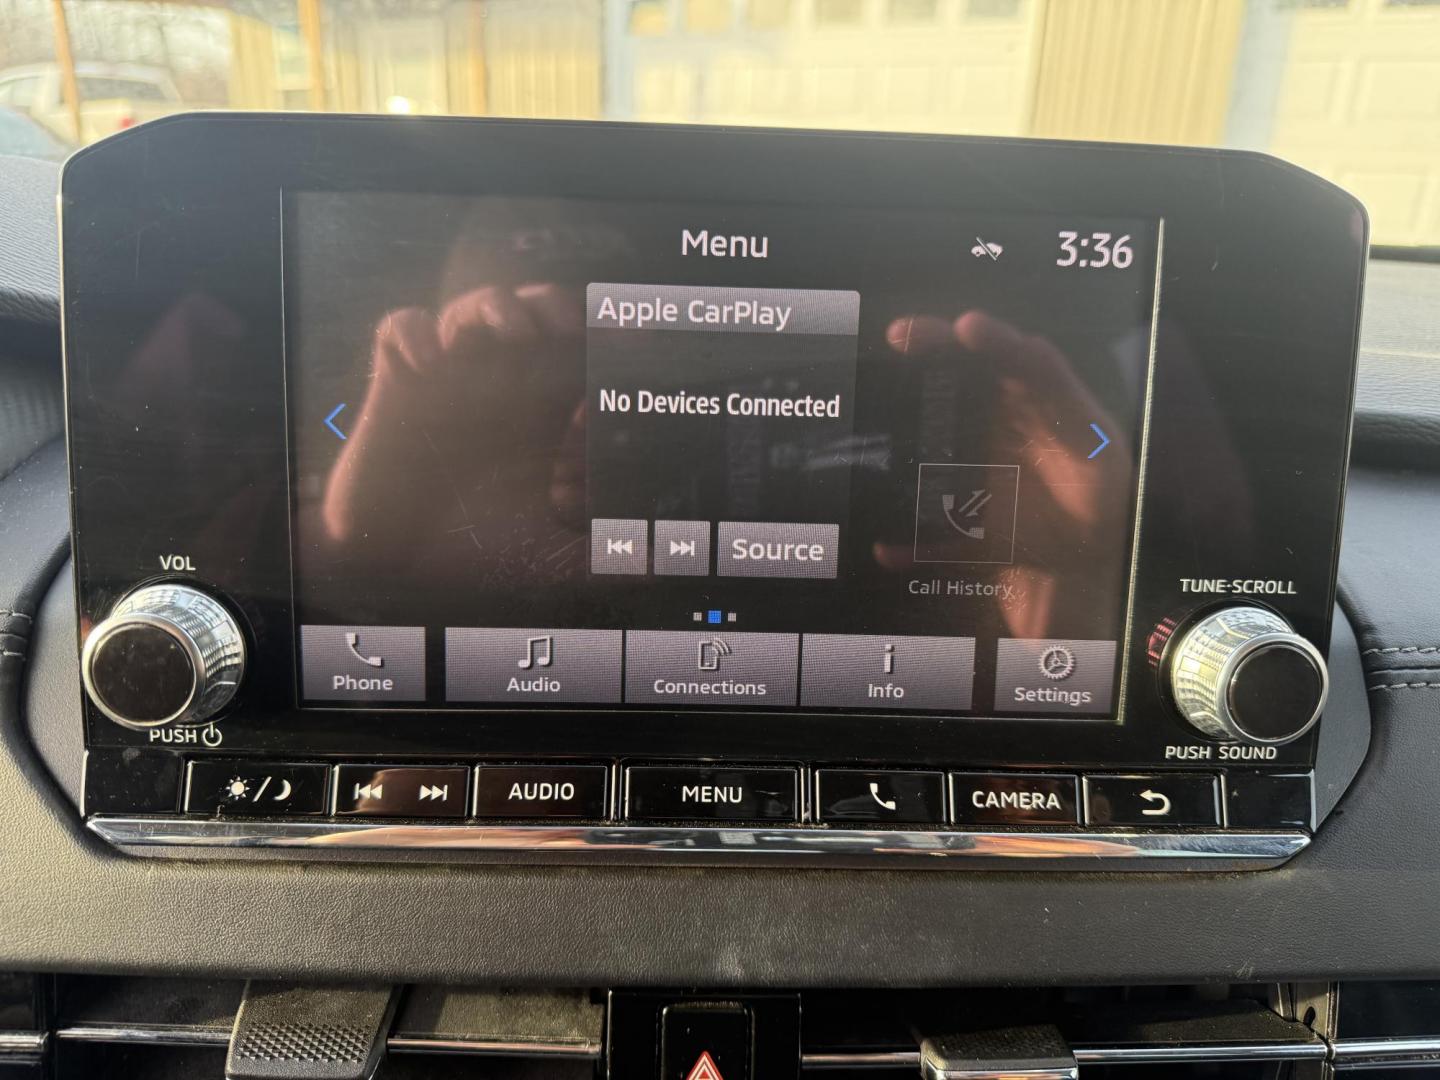 Menu
3:36
Apple CarPlay
No Devices Connected
Source
Call History
Phone
Audio
Connections
Info
Settings
VOL
PUSH
TUNE·SCROLL
PUSH SOUND
AUDIO
MENU
CAMERA